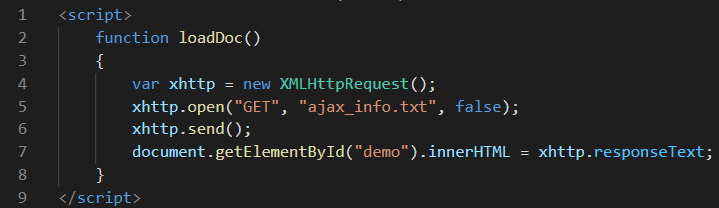 1 <script>
2 function loadDoc()
3 {
4 var xhttp = new XMLHttpRequest();
5 xhttp.open("GET", "ajax_info.txt", false);
6 xhttp.send();
7 document.getElementById("demo").innerHTML = xhttp.responseText;
8 }
9 </script>